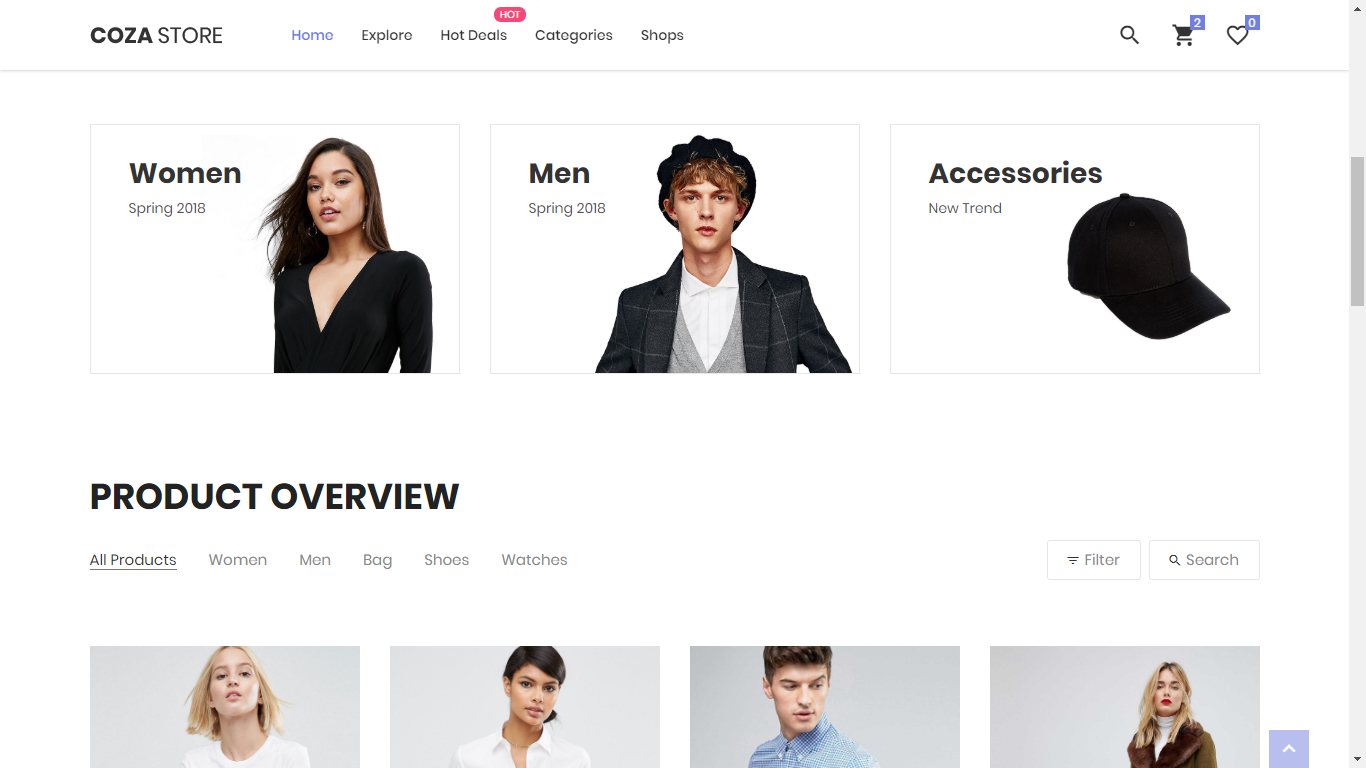 HOT
COZA STORE Home Explore Hot Deals Categories Shops 2 0
Women Men Accessories
Spring 2018 Spring 2018 New Trend
PRODUCT OVERVIEW
All Products Women Men Bag Shoes Watches Filter Search